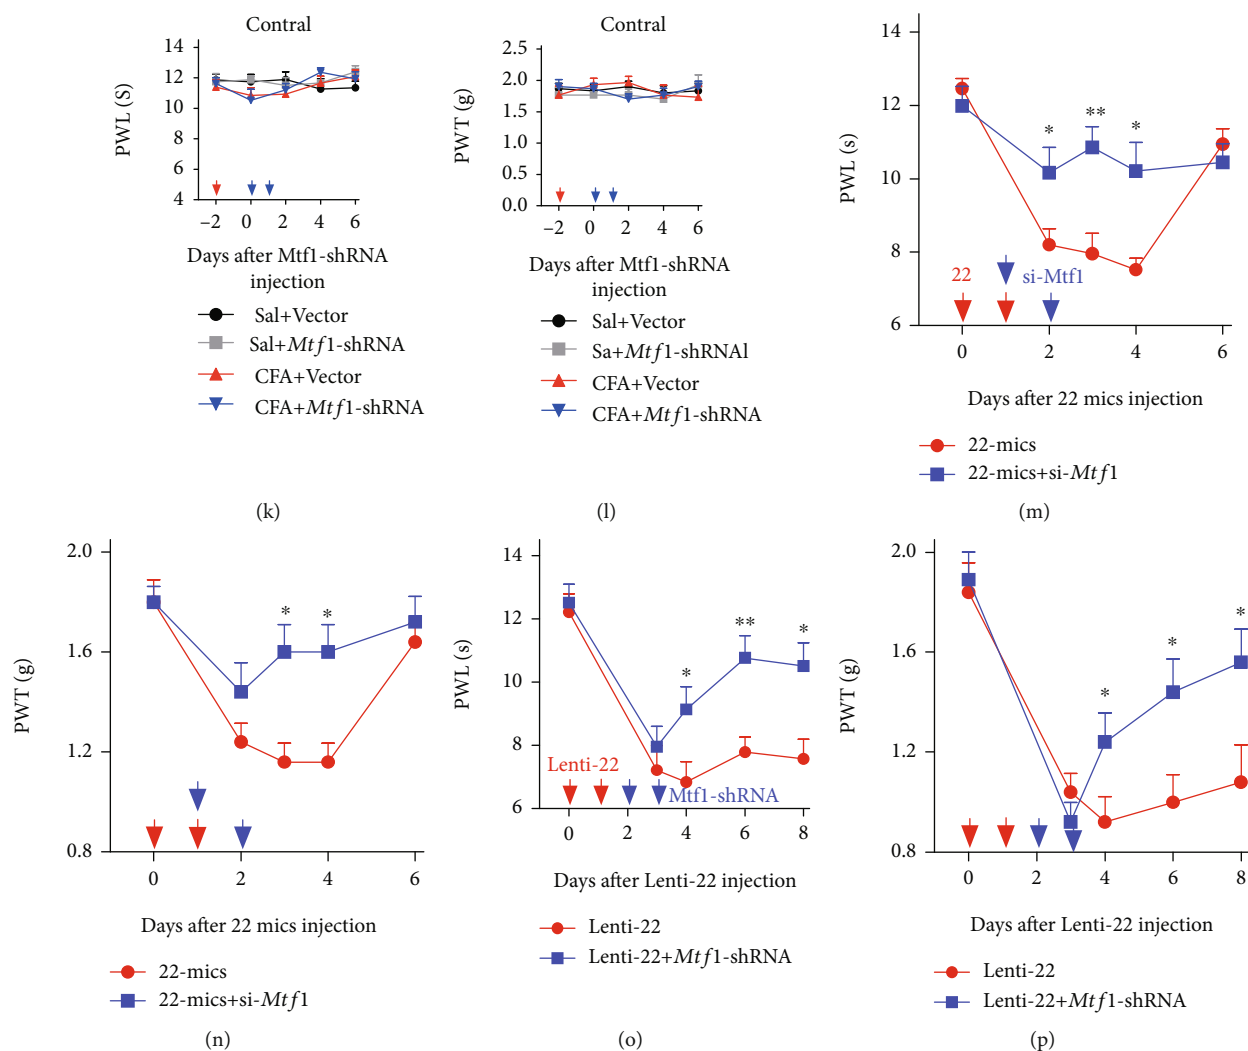 Contral
PWL (S)
14
12
10
8
6
4
−2
0
2
4
6
Days after Mtf1-shRNA
injection
Sal+Vector
Sal+Mtf1-shRNA
CFA+Vector
CFA+Mtf1-shRNA
(k)
Contral
PWT (g)
2.5
2.0
1.5
1.0
0.5
0.0
−2
0
2
4
6
Days after Mtf1-shRNA
injection
Sal+Vector
Sa+Mtf1-shRNAl
CFA+Vector
CFA+Mtf1-shRNA
(l)
PWL (s)
14
12
10
8
6
*
**
*
22
si-Mtf1
0
2
4
6
Days after 22 mics injection
22-mics
22-mics+si-Mtf1
(m)
PWT (g)
2.0
1.6
1.2
0.8
*
*
0
2
4
6
Days after 22 mics injection
22-mics
22-mics+si-Mtf1
(n)
PWL (s)
14
12
10
8
6
*
**
*
Lenti-22
Mtf1-shRNA
0
2
4
6
8
Days after Lenti-22 injection
Lenti-22
Lenti-22+Mtf1-shRNA
(o)
PWT (g)
2.0
1.6
1.2
0.8
*
*
*
0
2
4
6
8
Days after Lenti-22 injection
Lenti-22
Lenti-22+Mtf1-shRNA
(p)